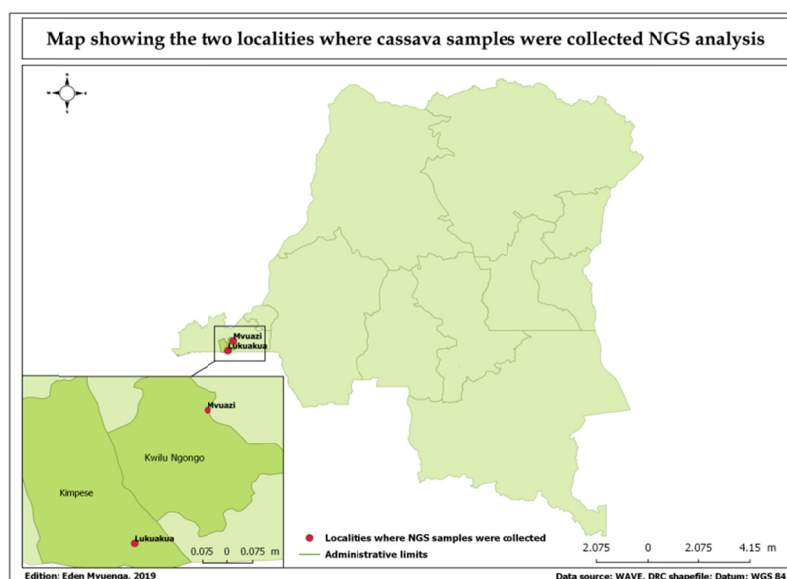 Map showing the two localities where cassava samples were collected NGS analysis
N
W E
S
Mvuazi
Lukuakua
Mvuazi
Kwilu Ngongo
Kimpese
Lukuakua
0.075 0 0.075 m
Localities where NGS samples were collected
Administrative limits
2.075 0 2.075 4.15 m
Edition: Eden Mvuenga, 2019
Data source: WAVE, DRC shapefile; Datum: WGS 84